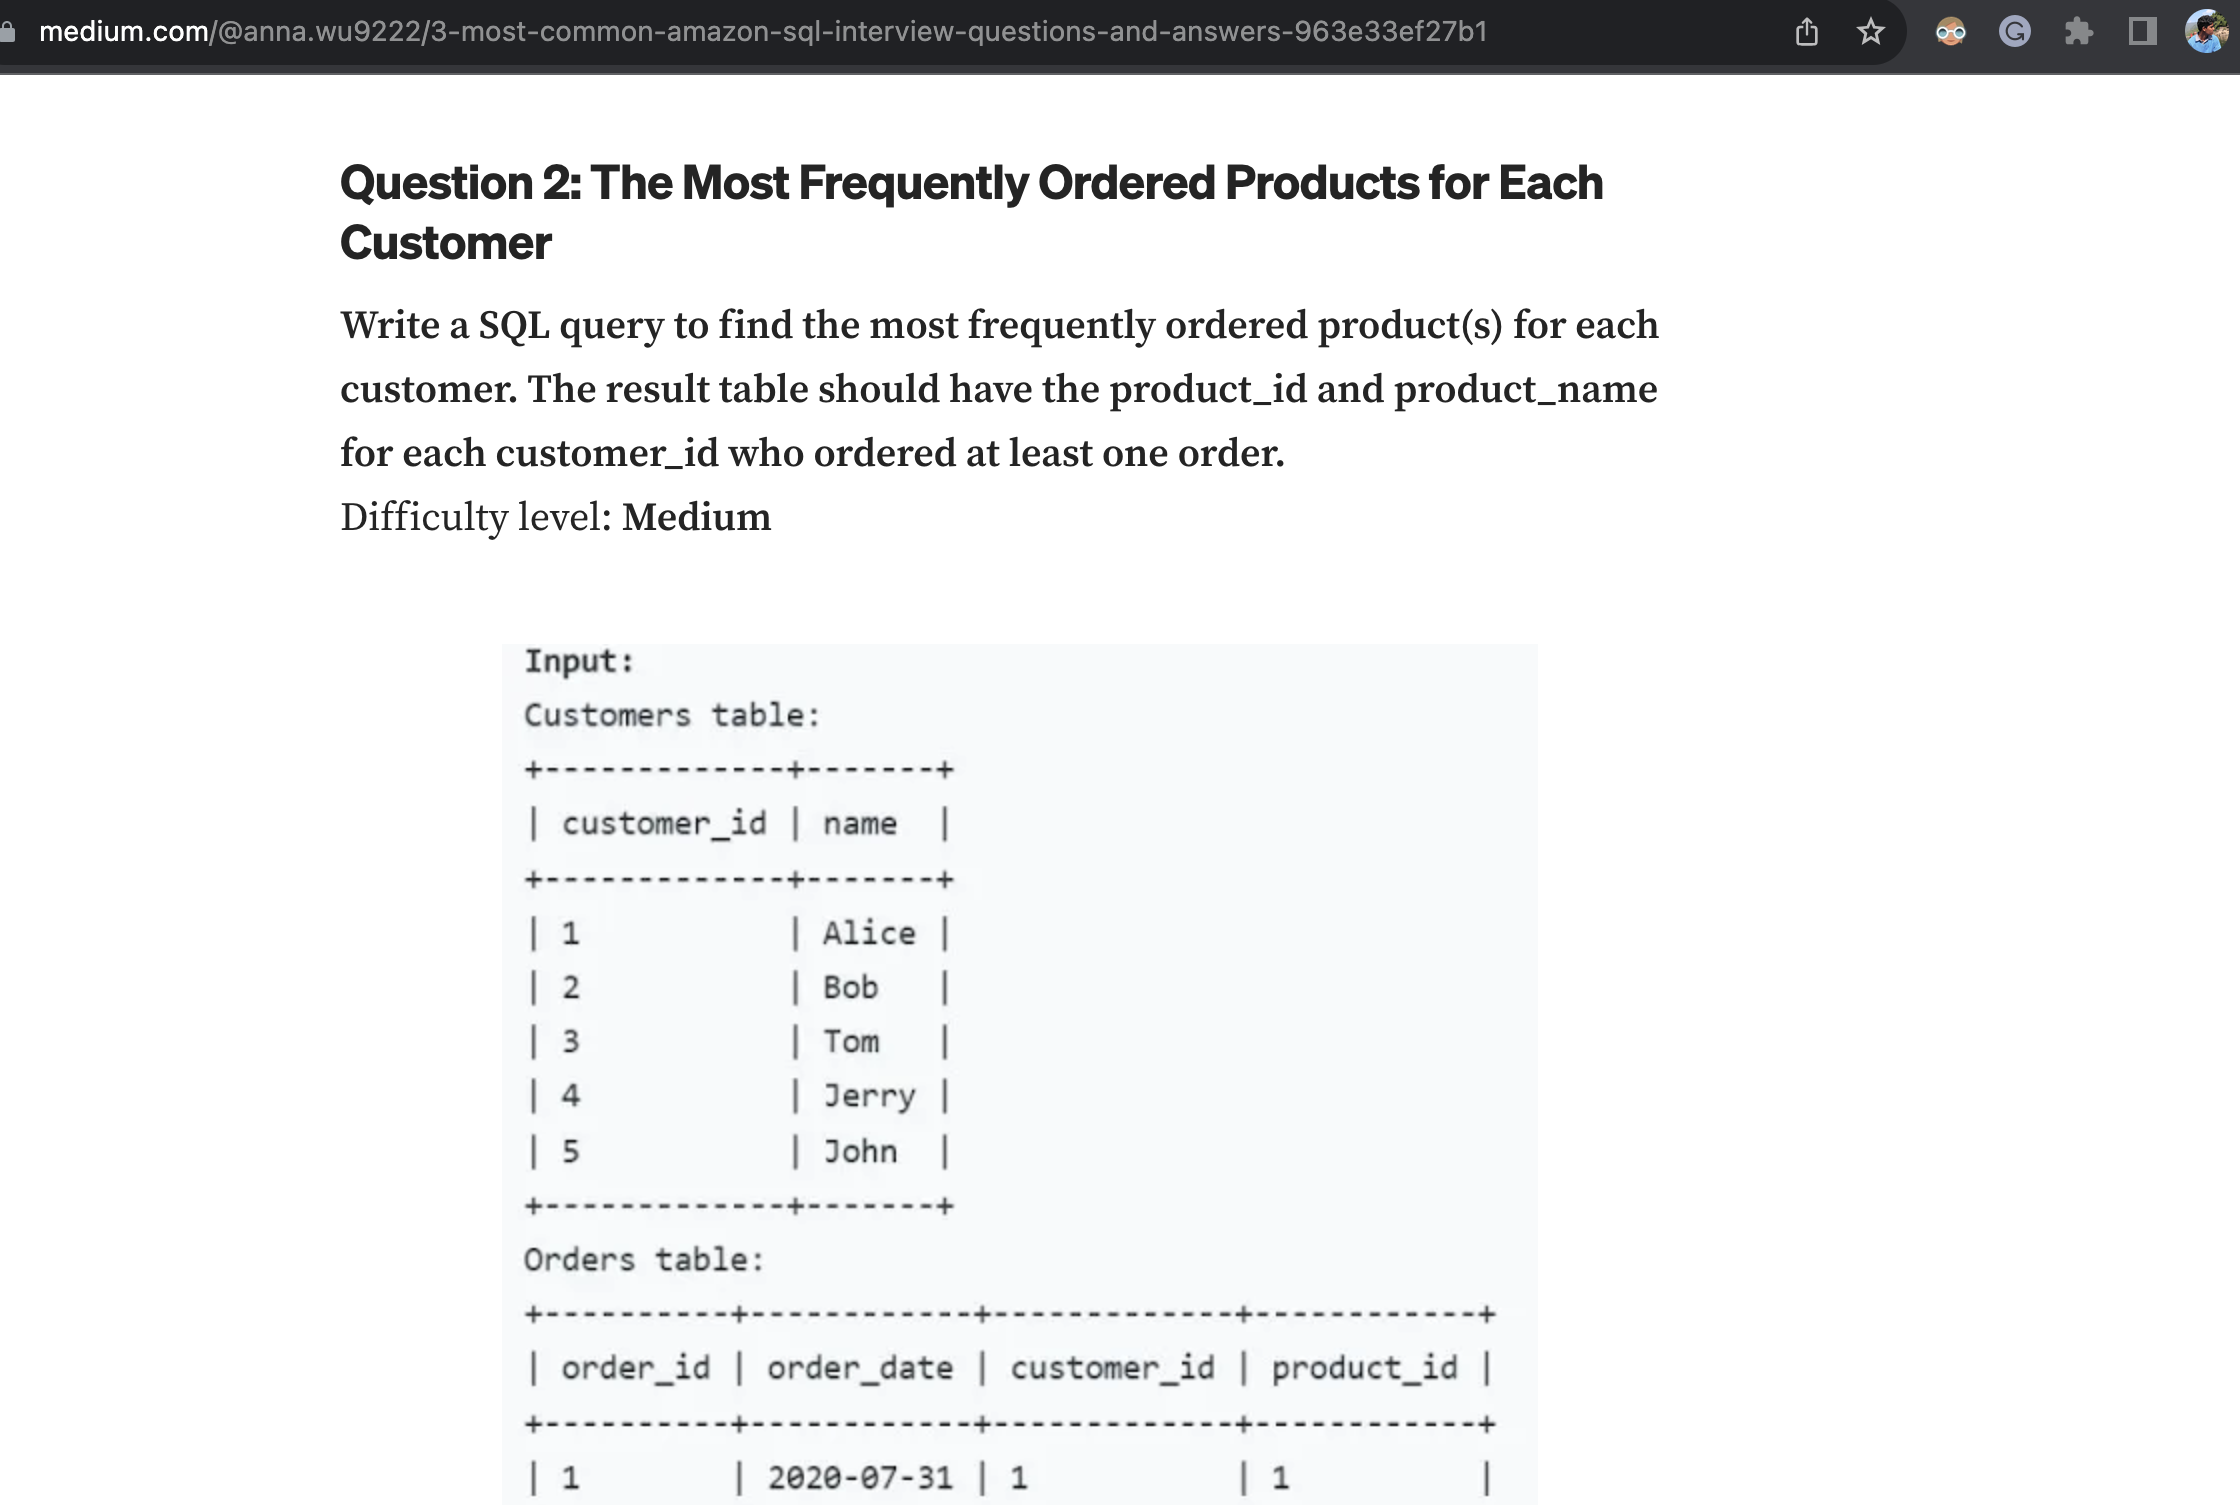 medium.com/@anna.wu9222/3-most-common-amazon-sql-interview-questions-and-answers-963e33ef27b1
Question 2: The Most Frequently Ordered Products for Each
Customer
Write a SQL query to find the most frequently ordered product(s) for each
customer. The result table should have the product_id and product_name
for each customer_id who ordered at least one order.
Difficulty level: Medium
Input:
Customers table:
+-------------+-------+
| customer_id | name  |
+-------------+-------+
| 1           | Alice |
| 2           | Bob   |
| 3           | Tom   |
| 4           | Jerry |
| 5           | John  |
+-------------+-------+
Orders table:
+----------+------------+-------------+------------+
| order_id | order_date | customer_id | product_id |
+----------+------------+-------------+------------+
| 1        | 2020-07-31 | 1           | 1          |